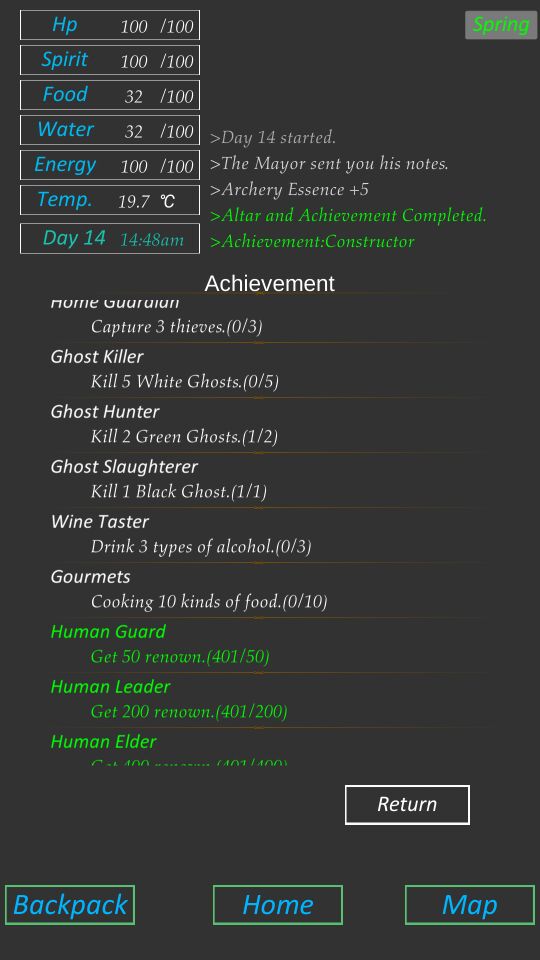 Hp 100 /100
Spring
Spirit 100 /100
Food 32 /100
Water 32 /100
Energy 100 /100
Temp. 19.7 ℃
Day 14 14:48am
>Day 14 started.
>The Mayor sent you his notes.
>Archery Essence +5
>Altar and Achievement Completed.
>Achievement:Constructor
Achievement
Home Guardian
Capture 3 thieves.(0/3)
Ghost Killer
Kill 5 White Ghosts.(0/5)
Ghost Hunter
Kill 2 Green Ghosts.(1/2)
Ghost Slaughterer
Kill 1 Black Ghost.(1/1)
Wine Taster
Drink 3 types of alcohol.(0/3)
Gourmets
Cooking 10 kinds of food.(0/10)
Human Guard
Get 50 renown.(401/50)
Human Leader
Get 200 renown.(401/200)
Human Elder
Get 400 renown.(401/400)
Return
Backpack
Home
Map